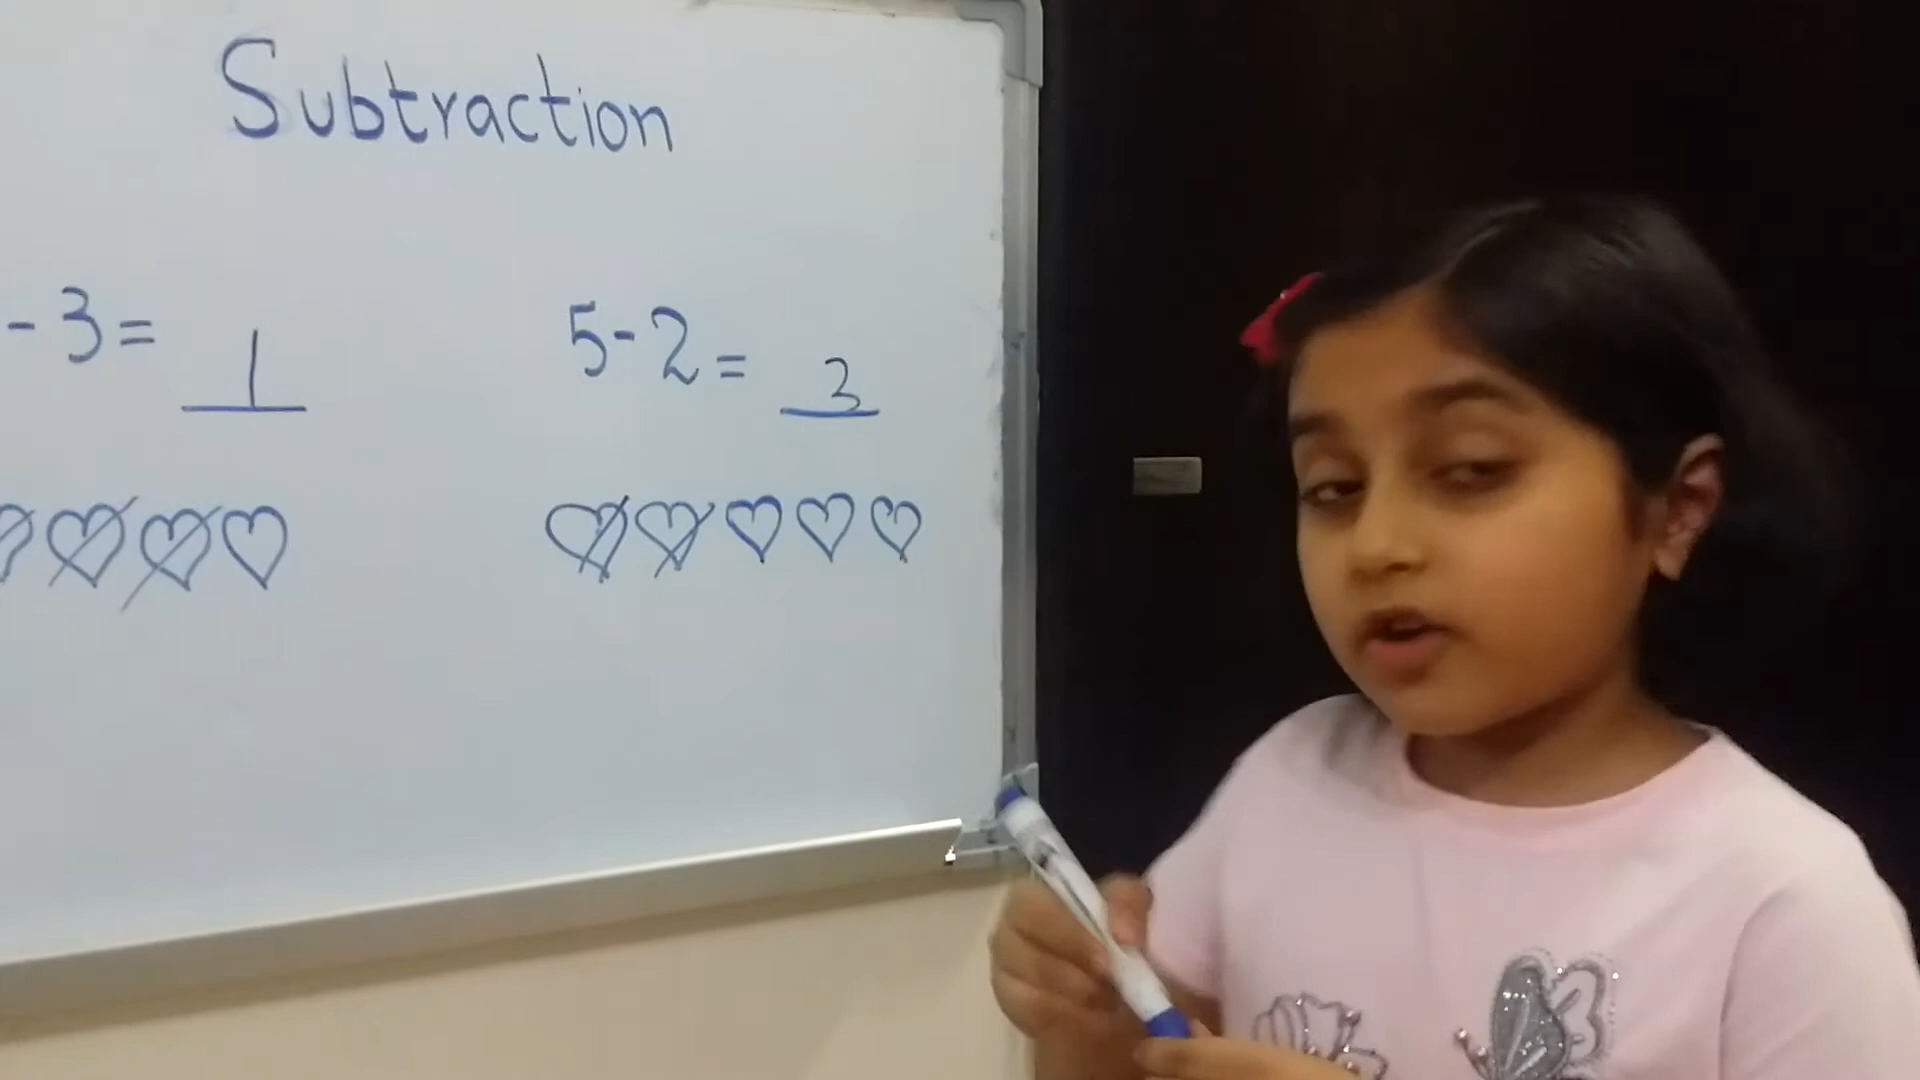 Subtraction
- 3 = 1
5 - 2 = 3